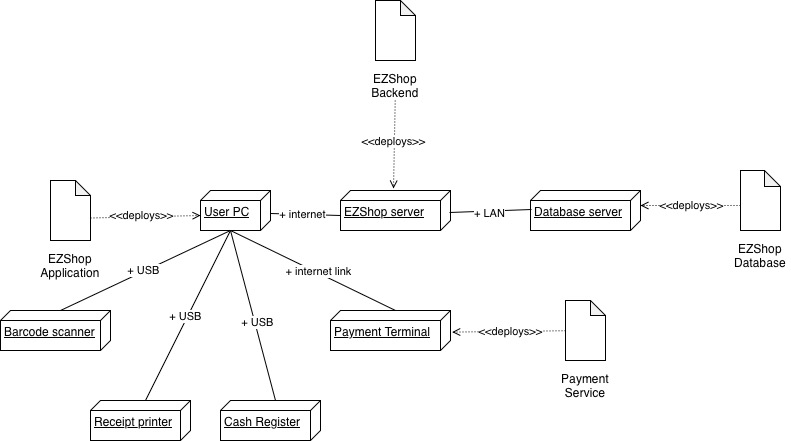 EZShop
Backend
<<deploys>>
User PC
+ internet
EZShop server
+ LAN
Database server
<<deploys>>
<<deploys>>
EZShop
Application
EZShop
Database
+ USB
+ internet link
+ USB
+ USB
Barcode scanner
Payment Terminal
<<deploys>>
Payment
Service
Receipt printer
Cash Register